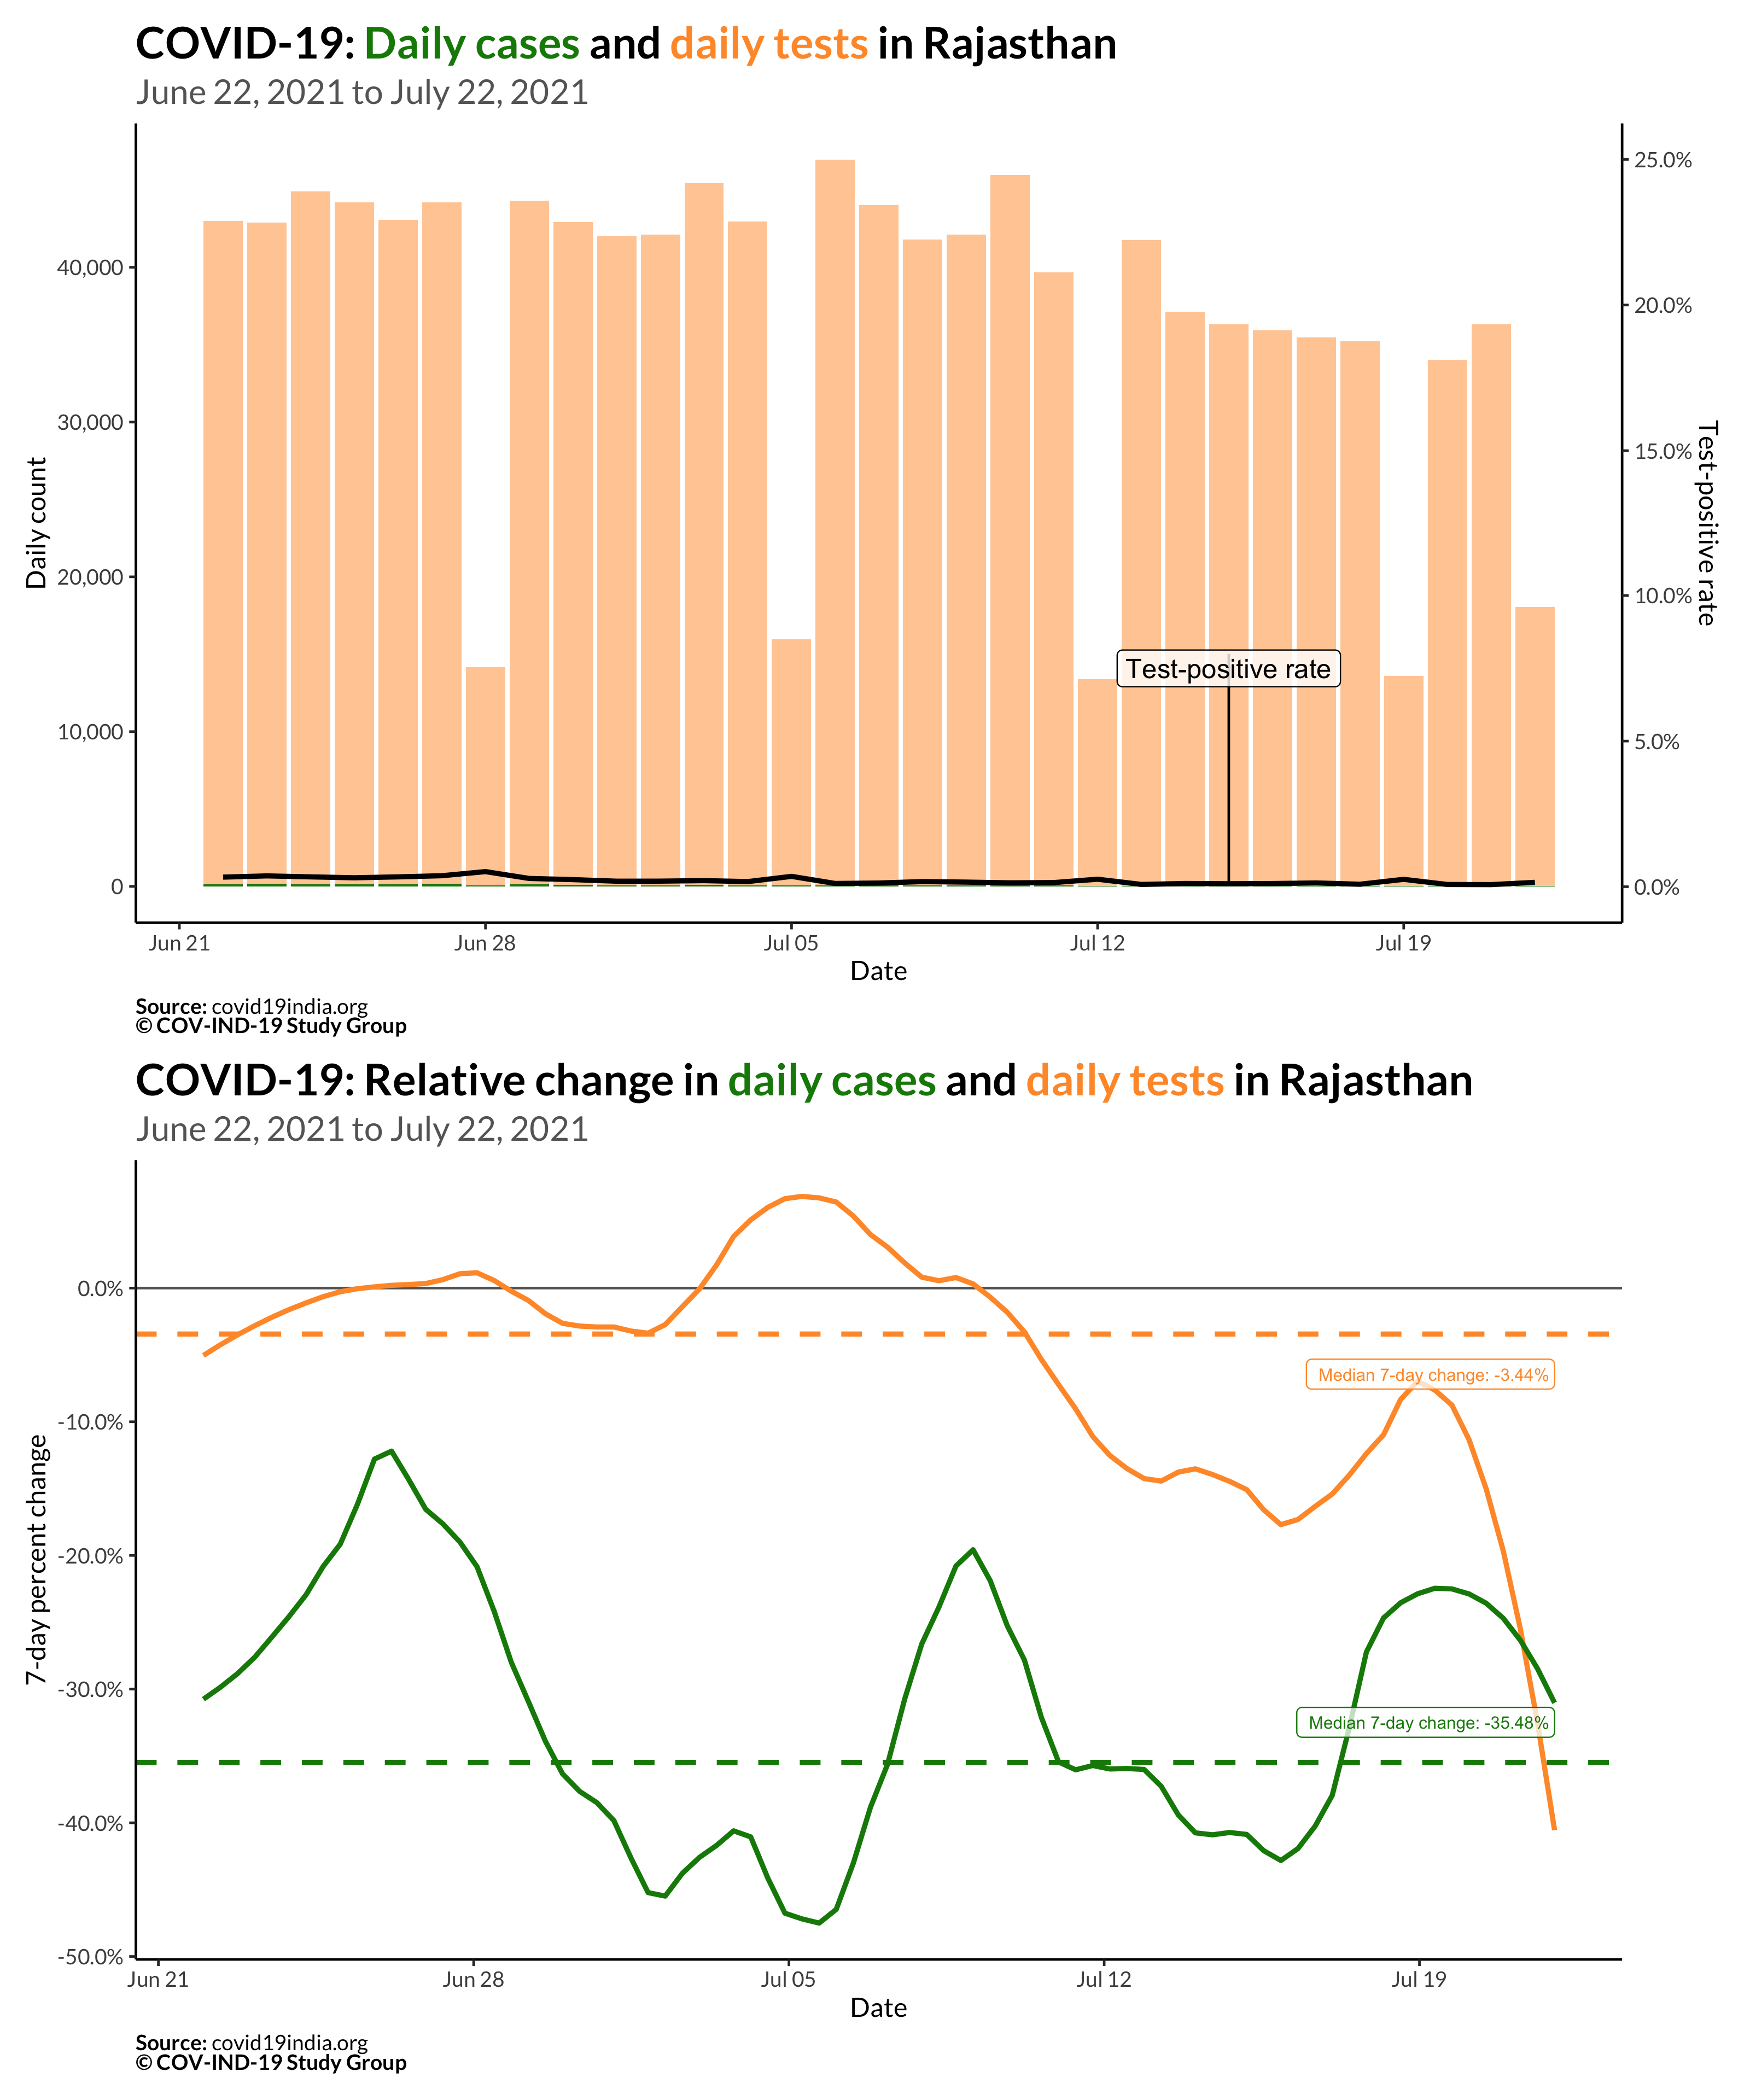 COVID-19: Daily cases and daily tests in Rajasthan
June 22, 2021 to July 22, 2021
25.0%
20.0%
15.0%
10.0%
5.0%
0.0%
Test-positive rate
40,000
30,000
20,000
10,000
0
Daily count
Test-positive rate
Jun 21
Jun 28
Jul 05
Jul 12
Jul 19
Date
Source: covid19india.org
© COV-IND-19 Study Group
COVID-19: Relative change in daily cases and daily tests in Rajasthan
June 22, 2021 to July 22, 2021
0.0%
-10.0%
-20.0%
-30.0%
-40.0%
-50.0%
7-day percent change
Median 7-day change: -3.44%
Median 7-day change: -35.48%
Jun 21
Jun 28
Jul 05
Jul 12
Jul 19
Date
Source: covid19india.org
© COV-IND-19 Study Group